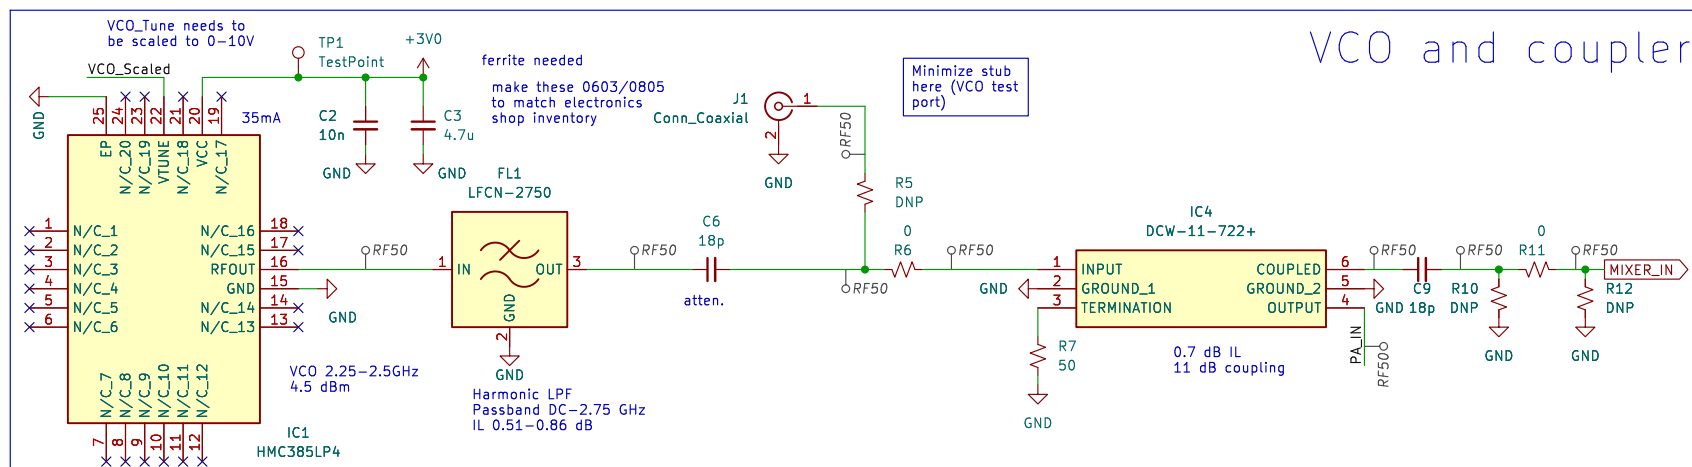 VCO and coupler
VCO_Tune needs to
be scaled to 0-10V
VCO_Scaled
TP1
TestPoint
+3V0
ferrite needed
make these 0603/0805
to match electronics
shop inventory
Minimize stub
here (VCO test
port)
GND
25
24
23
22
21
20
19
35mA
EP
N/C_20
N/C_19
VTUNE
N/C_18
VCC
N/C_17
C2
10n
GND
C3
4.7u
GND
J1
Conn_Coaxial
1
2
GND
RF50
R5
DNP
1
2
3
4
5
6
N/C_1
N/C_2
N/C_3
N/C_4
N/C_5
N/C_6
N/C_16
N/C_15
RFOUT
GND
N/C_14
N/C_13
18
17
16
15
14
13
GND
N/C_7
N/C_8
N/C_9
N/C_10
N/C_11
N/C_12
7
8
9
10
11
12
VCO 2.25-2.5GHz
4.5 dBm
IC1
HMC385LP4
RF50
FL1
LFCN-2750
1
IN
OUT
3
GND
2
GND
Harmonic LPF
Passband DC-2.75 GHz
IL 0.51-0.86 dB
RF50
C6
18p
atten.
RF50
0
R6
RF50
IC4
DCW-11-722+
1
2
3
INPUT
GROUND_1
TERMINATION
COUPLED
GROUND_2
OUTPUT
6
5
4
GND
R7
50
GND
0.7 dB IL
11 dB coupling
RF50
GND
PA_IN
RF50
C9
18p
RF50
R10
DNP
GND
0
R11
RF50
MIXER_IN
R12
DNP
GND